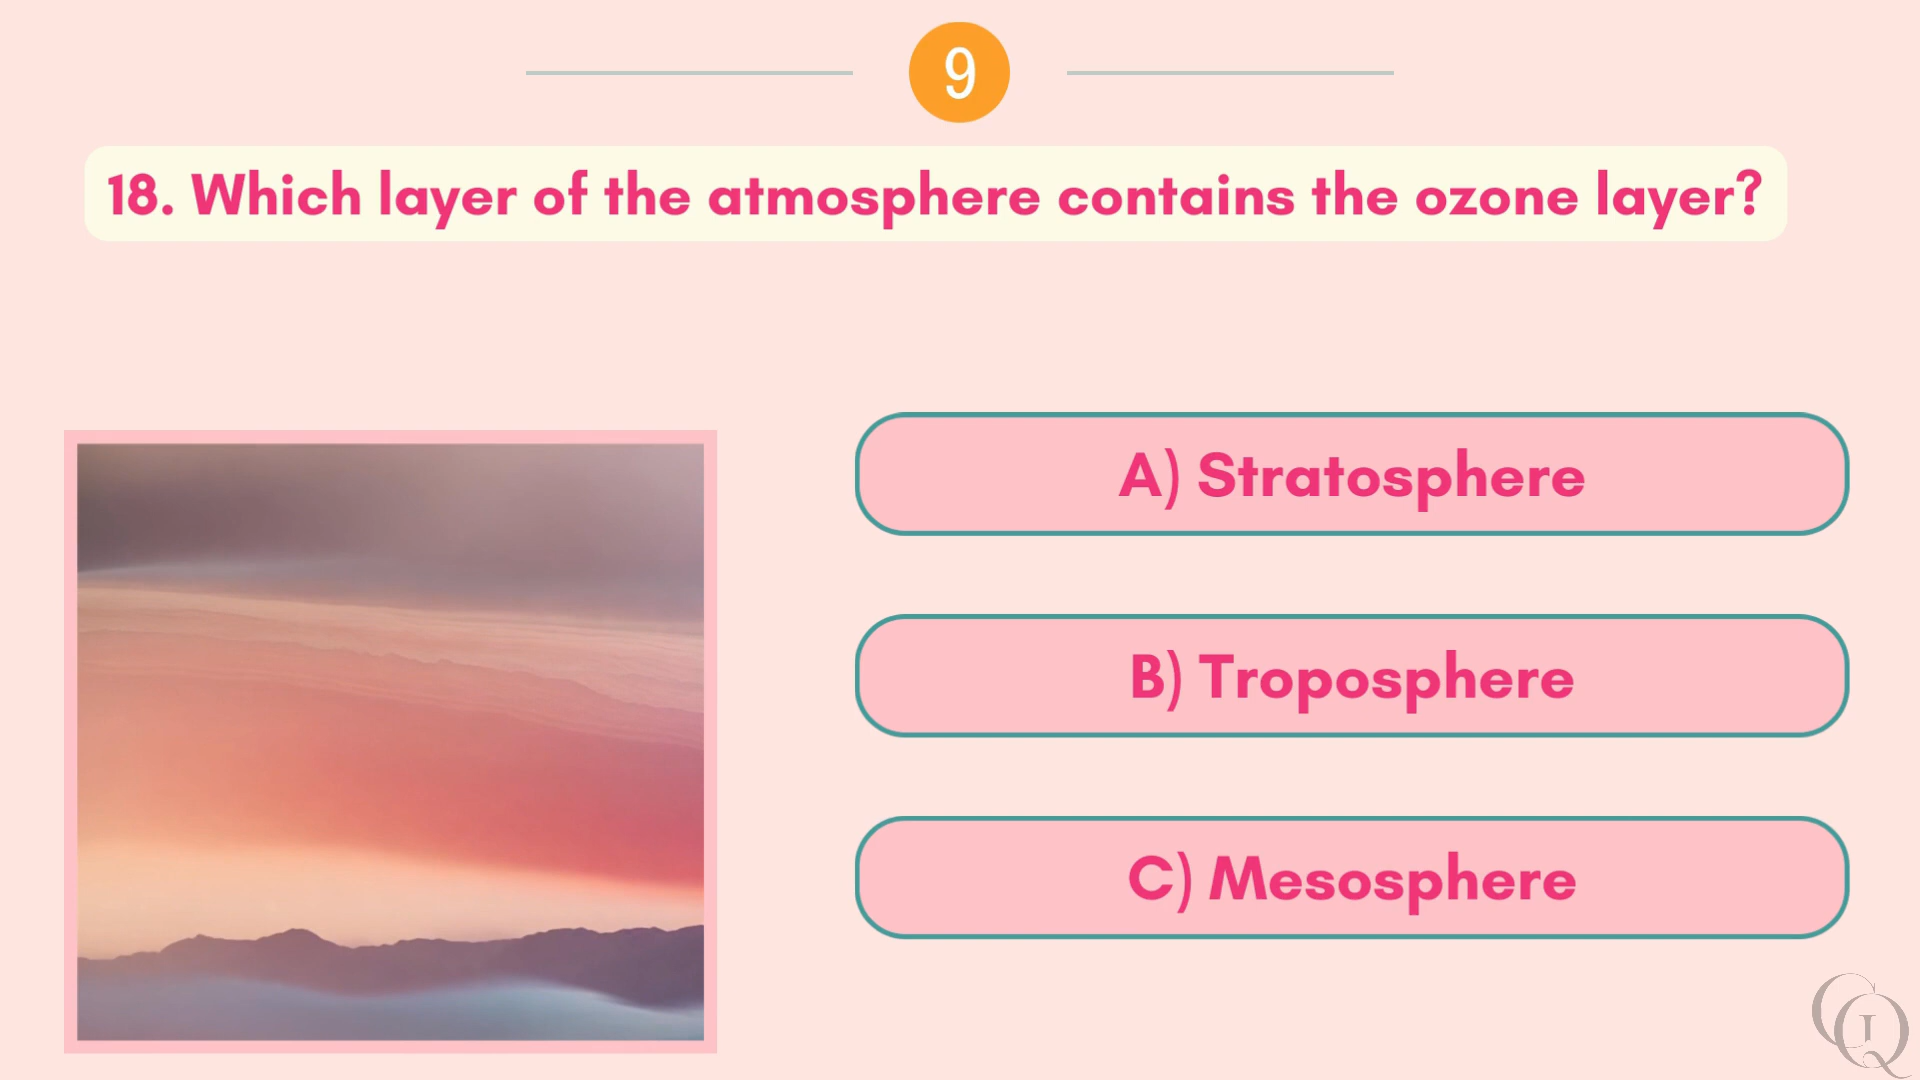 9
18. Which layer of the atmosphere contains the ozone layer?
A) Stratosphere
B) Troposphere
C) Mesosphere